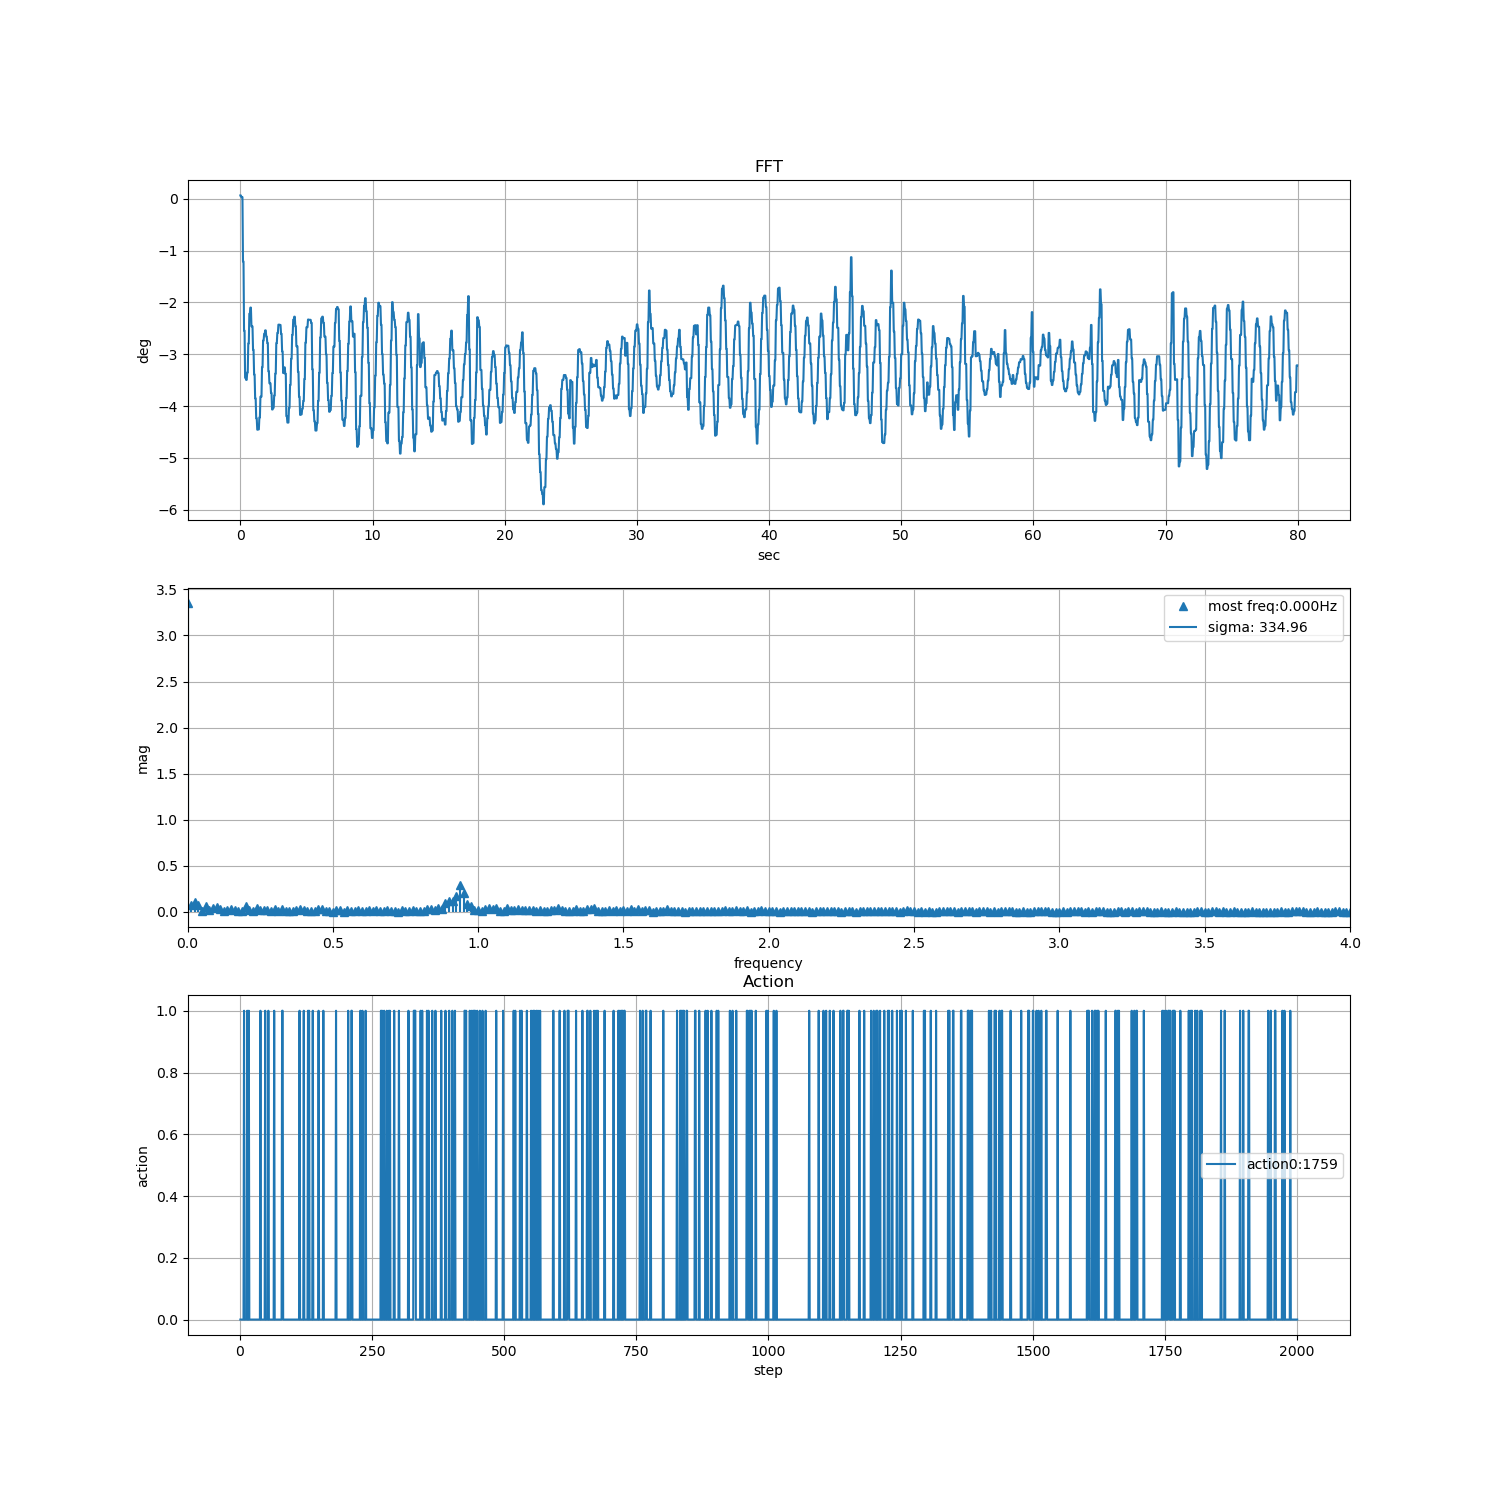 FFT
0
−1
−2
−3
−4
−5
−6
deg
0 10 20 30 40 50 60 70 80
sec
3.5
3.0
2.5
2.0
1.5
1.0
0.5
0.0
mag
most freq:0.000Hz
sigma: 334.96
0.0 0.5 1.0 1.5 2.0 2.5 3.0 3.5 4.0
frequency
Action
1.0
0.8
0.6
0.4
0.2
0.0
action
action0:1759
0 250 500 750 1000 1250 1500 1750 2000
step